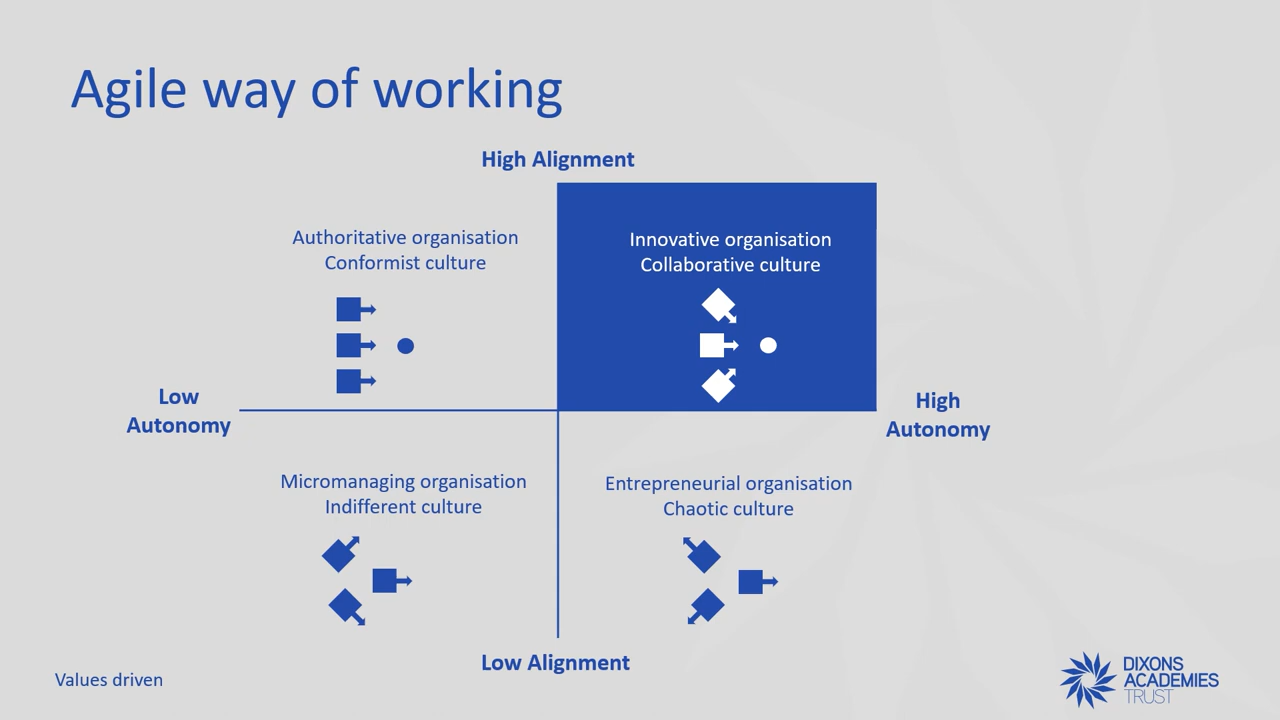 Agile way of working
High Alignment
Authoritative organisation
Conformist culture
Innovative organisation
Collaborative culture
Low
Autonomy
High
Autonomy
Micromanaging organisation
Indifferent culture
Entrepreneurial organisation
Chaotic culture
Low Alignment
Values driven
DIXONS
ACADEMIES
TRUST